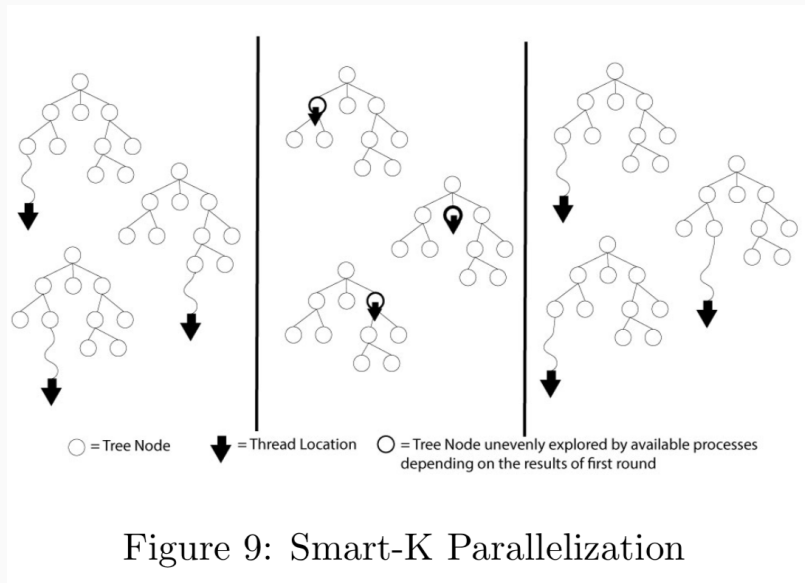 = Tree Node
= Thread Location
= Tree Node unevenly explored by available processes
depending on the results of first round
Figure 9: Smart-K Parallelization